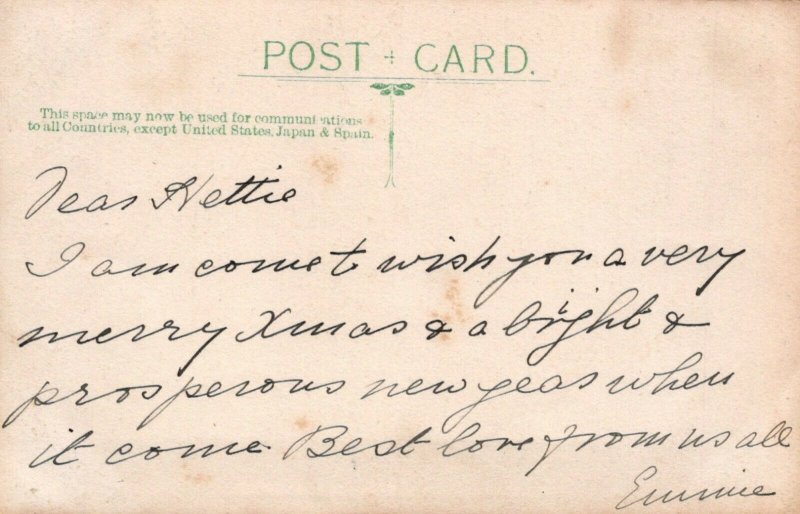 POST CARD.
This space may now be used for communications
to all Countries, except United States, Japan & Spain.
Dear Hettie
I am come to wish you a very
merry Xmas & a bright &
prosperous new year when
it come Best love from us all
Emmie